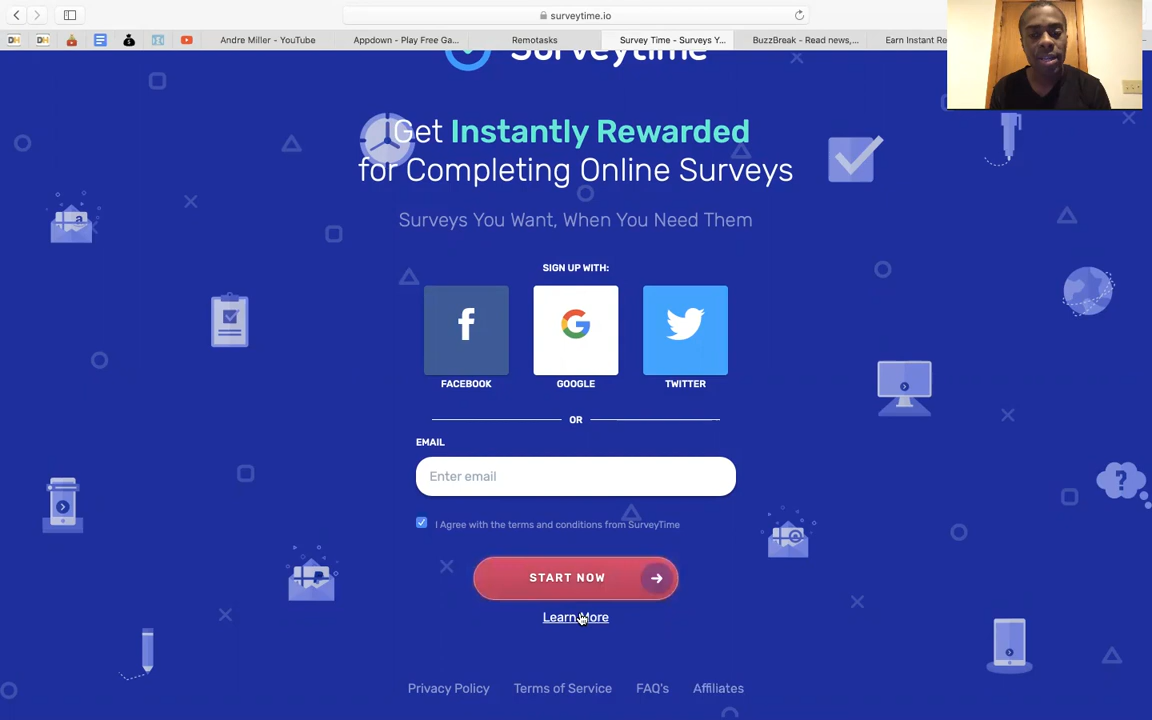 surveytime.io
Andre Miller - YouTube
Appdown - Play Free Ga...
Remotasks
Survey Time - Surveys Y...
BuzzBreak - Read news,...
Earn Instant Re
Surveytime
Get Instantly Rewarded
for Completing Online Surveys
Surveys You Want, When You Need Them
SIGN UP WITH:
FACEBOOK
GOOGLE
TWITTER
OR
EMAIL
Enter email
I Agree with the terms and conditions from SurveyTime
START NOW
Learn More
Privacy Policy
Terms of Service
FAQ's
Affiliates